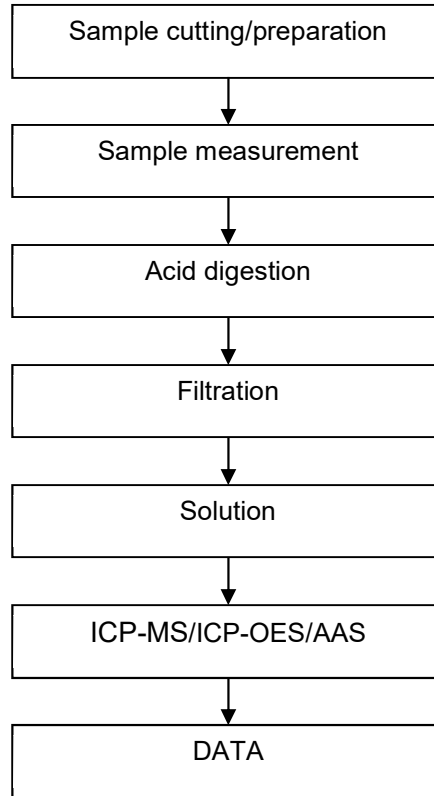 Sample cutting/preparation
Sample measurement
Acid digestion
Filtration
Solution
ICP-MS/ICP-OES/AAS
DATA